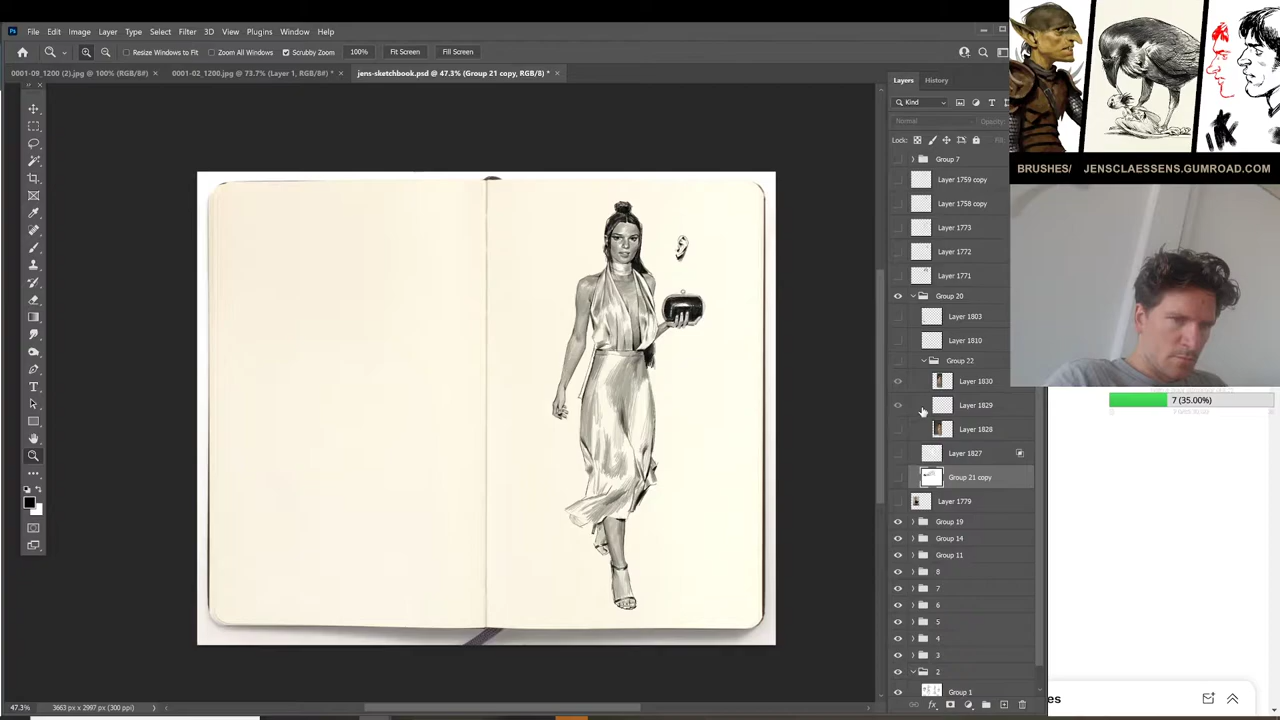 Ps File Edit Image Layer Type Select Filter 3D View Plugins Window Help
Resize Windows to Fit Zoom All Windows Scrubby Zoom 100% Fit Screen Fill Screen
0001-09_1200 (2).jpg @ 100% (RGB/8#) × 0001-02_1200.jpg @ 73.7% (Layer 1, RGB/8#) * × jens-sketchbook.psd @ 47.3% (Group 21 copy, RGB/8) * ×
Layers History
Kind
Normal Opacity:
Lock: Fill:
Group 7
Layer 1759 copy
Layer 1758 copy
Layer 1773
Layer 1772
Layer 1771
Group 20
Layer 1803
Layer 1810
Group 22
Layer 1830
Layer 1829
Layer 1828
Layer 1827
Group 21 copy
Layer 1779
Group 19
Group 14
Group 11
8
7
6
5
4
3
2
Group 1
47.3% 3663 px x 2997 px (300 ppi)
BRUSHES/ JENSCLAESSENS.GUMROAD.COM
7 (35.00%)
es